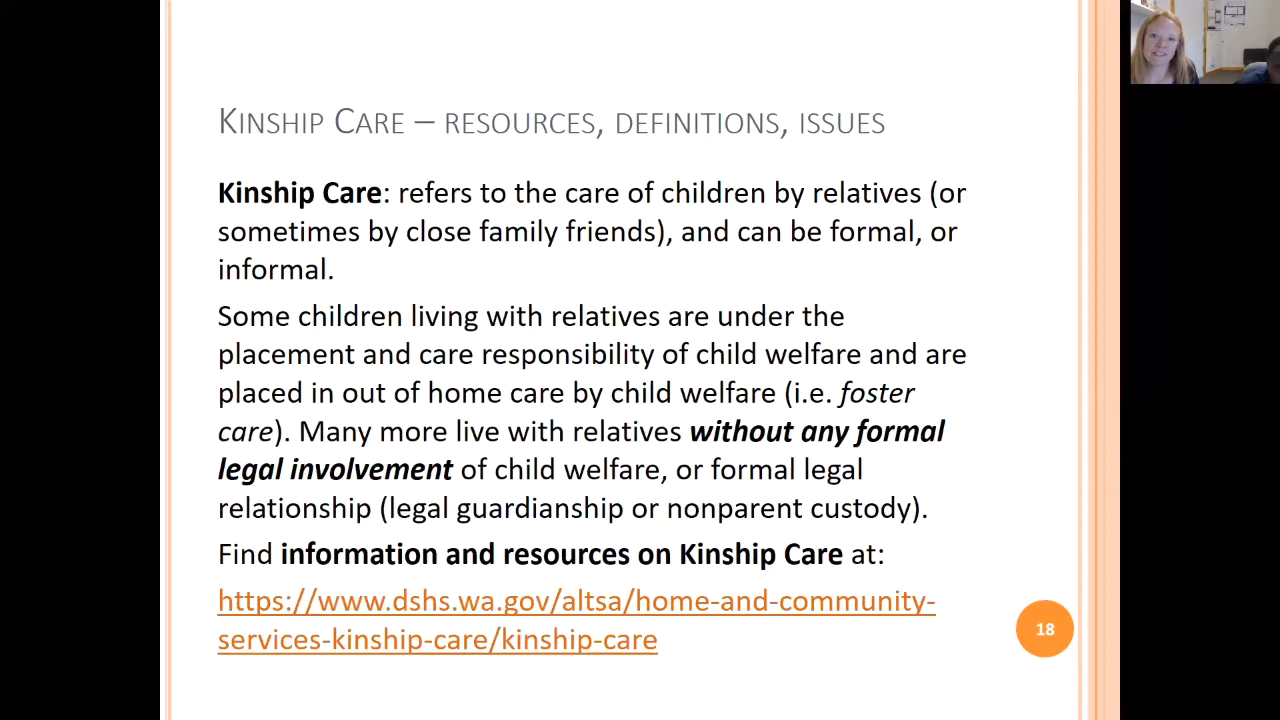 KINSHIP CARE – RESOURCES, DEFINITIONS, ISSUES
Kinship Care: refers to the care of children by relatives (or
sometimes by close family friends), and can be formal, or
informal.
Some children living with relatives are under the
placement and care responsibility of child welfare and are
placed in out of home care by child welfare (i.e. foster
care). Many more live with relatives without any formal
legal involvement of child welfare, or formal legal
relationship (legal guardianship or nonparent custody).
Find information and resources on Kinship Care at:
https://www.dshs.wa.gov/altsa/home-and-community-
services-kinship-care/kinship-care
18